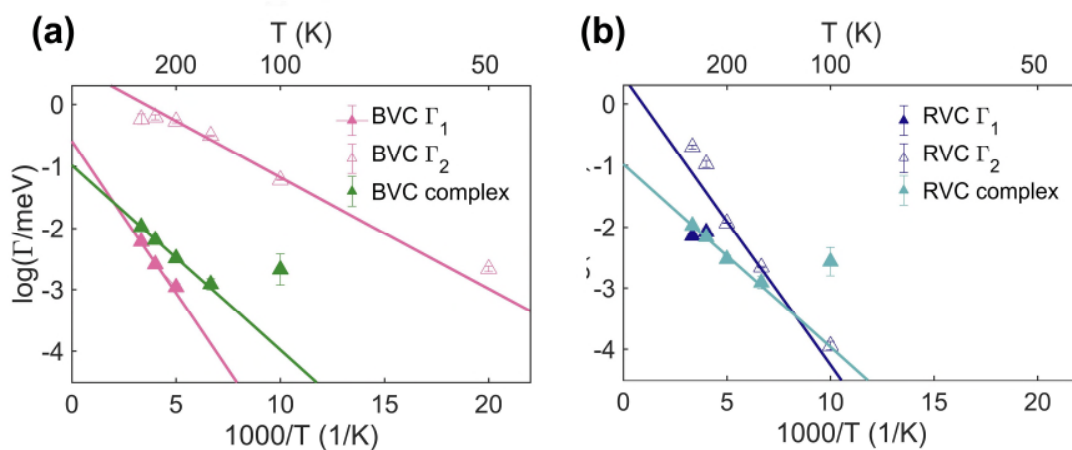 (a)
T (K)
200 100 50
0
-1
-2
-3
-4
log(Γ/meV)
BVC Γ₁
BVC Γ₂
BVC complex
0 5 10 15 20
1000/T (1/K)
(b)
T (K)
200 100 50
0
-1
-2
-3
-4
RVC Γ₁
RVC Γ₂
RVC complex
0 5 10 15 20
1000/T (1/K)